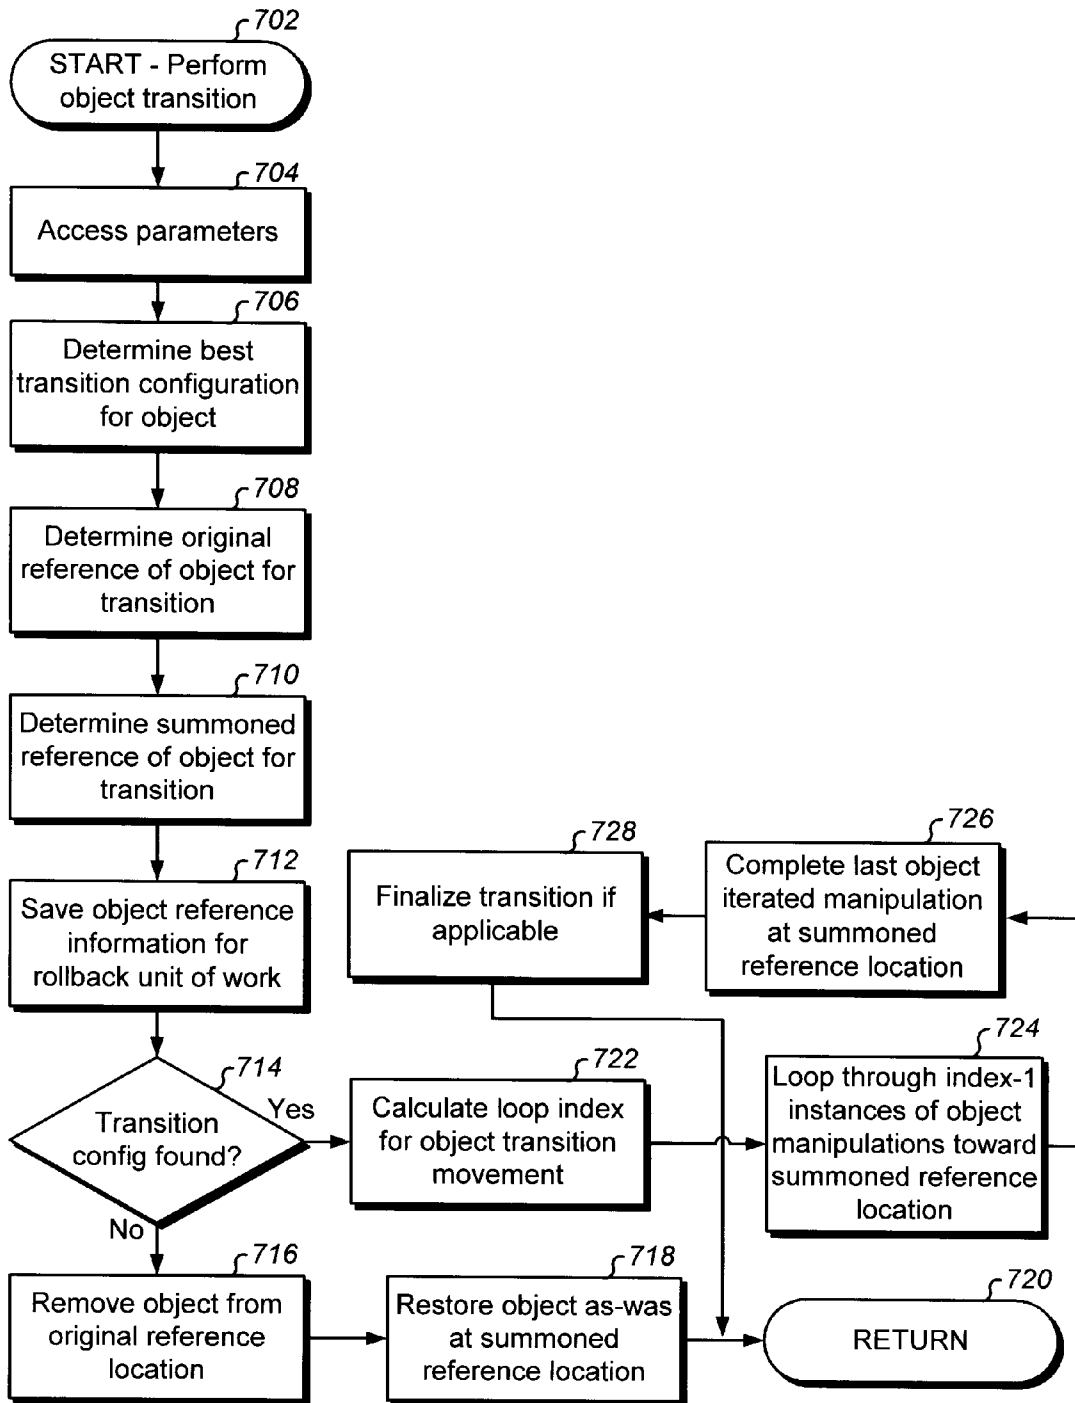 702
START - Perform
object transition
704
Access parameters
706
Determine best
transition configuration
for object
708
Determine original
reference of object for
transition
710
Determine summoned
reference of object for
transition
712
Save object reference
information for
rollback unit of work
728
Finalize transition if
applicable
726
Complete last object
iterated manipulation
at summoned
reference location
714
Transition
config found?
Yes
No
722
Calculate loop index
for object transition
movement
724
Loop through index-1
instances of object
manipulations toward
summoned reference
location
716
Remove object from
original reference
location
718
Restore object as-was
at summoned
reference location
720
RETURN